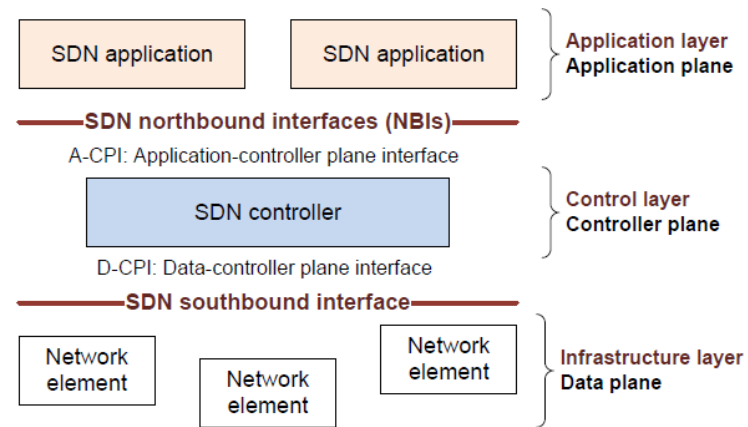 SDN application
SDN application
Application layer
Application plane
SDN northbound interfaces (NBIs)
A-CPI: Application-controller plane interface
SDN controller
Control layer
Controller plane
D-CPI: Data-controller plane interface
SDN southbound interface
Network
element
Network
element
Network
element
Infrastructure layer
Data plane